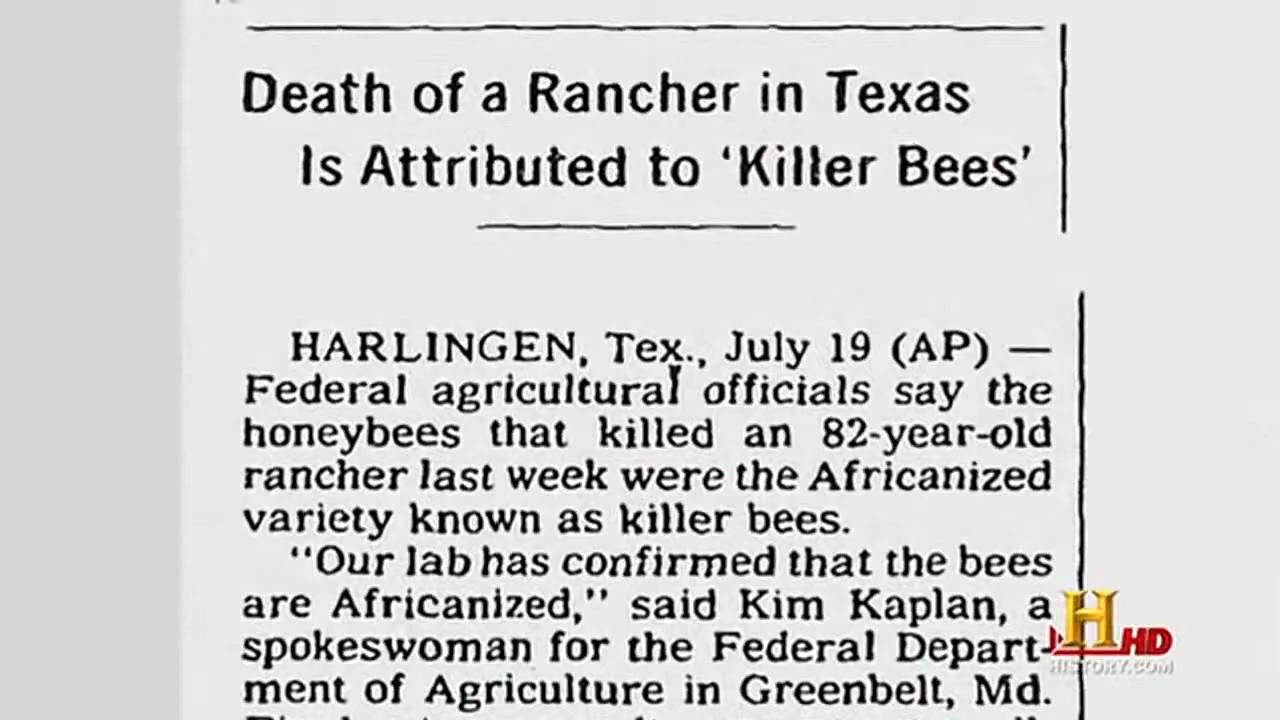 Death of a Rancher in Texas
Is Attributed to ‘Killer Bees’
HARLINGEN, Tex., July 19 (AP) —
Federal agricultural officials say the
honeybees that killed an 82-year-old
rancher last week were the Africanized
variety known as killer bees.
“Our lab has confirmed that the bees
are Africanized,” said Kim Kaplan, a
spokeswoman for the Federal Depart-
ment of Agriculture in Greenbelt, Md.
H HD
HISTORY.COM